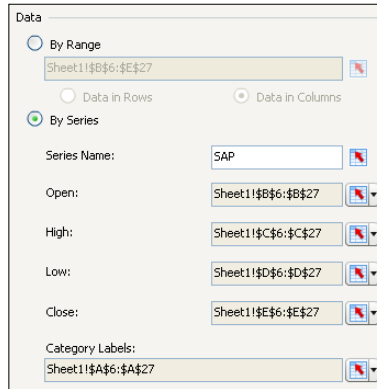 Data
By Range
Sheet1!$B$6:$E$27
Data in Rows Data in Columns
By Series
Series Name: SAP
Open: Sheet1!$B$6:$B$27
High: Sheet1!$C$6:$C$27
Low: Sheet1!$D$6:$D$27
Close: Sheet1!$E$6:$E$27
Category Labels:
Sheet1!$A$6:$A$27